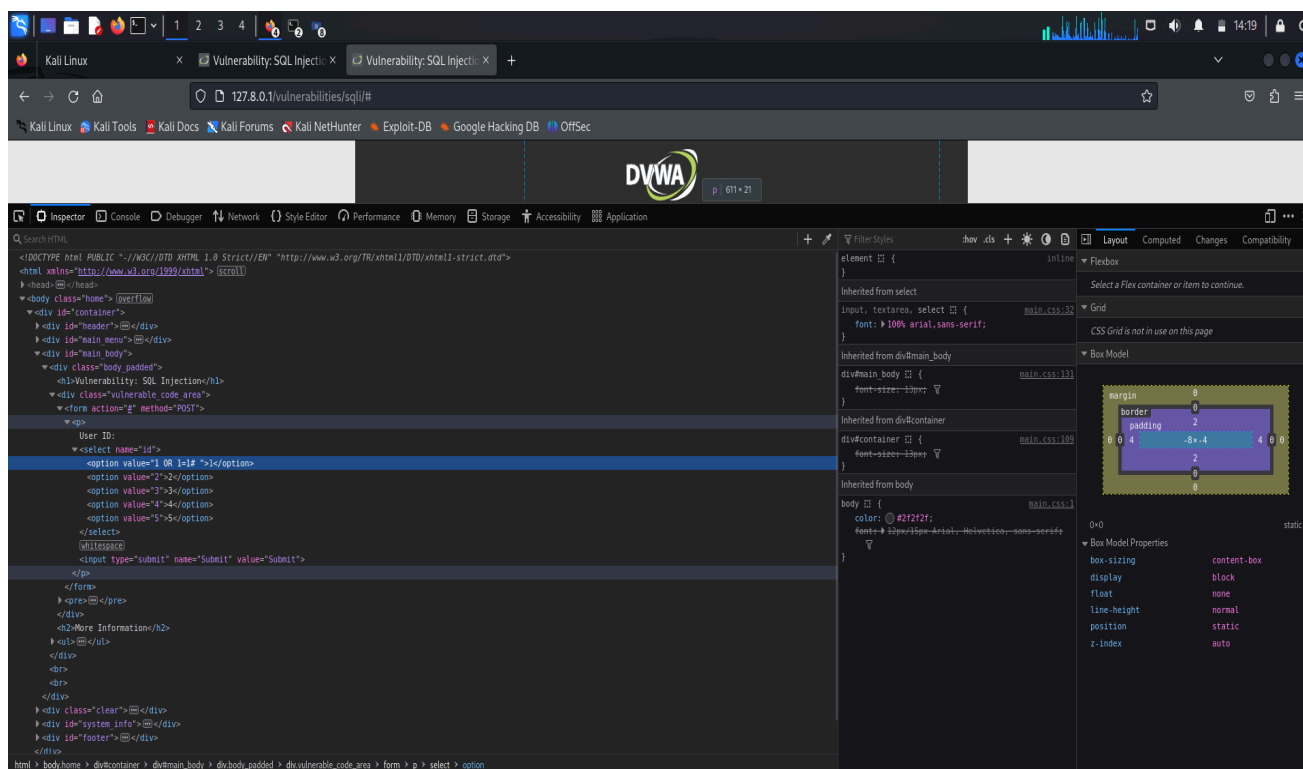 1 2 3 4 14:19
Kali Linux × Vulnerability: SQL Injectio × Vulnerability: SQL Injectio × +
127.8.0.1/vulnerabilities/sqli/#
Kali Linux Kali Tools Kali Docs Kali Forums Kali NetHunter Exploit-DB Google Hacking DB OffSec
DVWA
p 611 × 21
Inspector Console Debugger Network Style Editor Performance Memory Storage Accessibility Application
Search HTML
<!DOCTYPE html PUBLIC "-//W3C//DTD XHTML 1.0 Strict//EN" "http://www.w3.org/TR/xhtml1/DTD/xhtml1-strict.dtd">
<html xmlns="http://www.w3.org/1999/xhtml"> scroll
<head></head>
<body class="home"> overflow
<div id="container">
<div id="header"></div>
<div id="main_menu"></div>
<div id="main_body">
<div class="body_padded">
<h1>Vulnerability: SQL Injection</h1>
<div class="vulnerable_code_area">
<form action="#" method="POST">
<p>
User ID:
<select name="id">
<option value="1 OR 1=1# ">1</option>
<option value="2">2</option>
<option value="3">3</option>
<option value="4">4</option>
<option value="5">5</option>
</select>
whitespace
<input type="submit" name="Submit" value="Submit">
</p>
</form>
<pre></pre>
</div>
<h2>More Information</h2>
<ul></ul>
</div>
<br>
<br>
</div>
<div class="clear"></div>
<div id="system_info"></div>
<div id="footer"></div>
</div>
html > body.home > div#container > div#main_body > div.body_padded > div.vulnerable_code_area > form > p > select > option
Filter Styles :hov .cls +
element { inline
}
Inherited from select
input, textarea, select { main.css:32
font: 100% arial,sans-serif;
}
Inherited from div#main_body
div#main_body { main.css:131
font-size: 13px;
}
Inherited from div#container
div#container { main.css:109
font-size: 13px;
}
Inherited from body
body { main.css:1
color: #2f2f2f;
font: 12px/15px Arial, Helvetica, sans-serif;
}
Layout Computed Changes Compatibility
Flexbox
Select a Flex container or item to continue.
Grid
CSS Grid is not in use on this page
Box Model
margin 0
border 0
padding 2
0 0 4 -8×-4 4 0 0
2
0
0
0×0 static
Box Model Properties
box-sizing content-box
display block
float none
line-height normal
position static
z-index auto